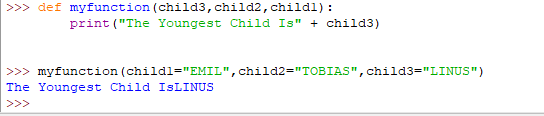 >>> def myfunction(child3,child2,child1):
        print("The Youngest Child Is" + child3)
>>> myfunction(child1="EMIL",child2="TOBIAS",child3="LINUS")
The Youngest Child IsLINUS
>>>